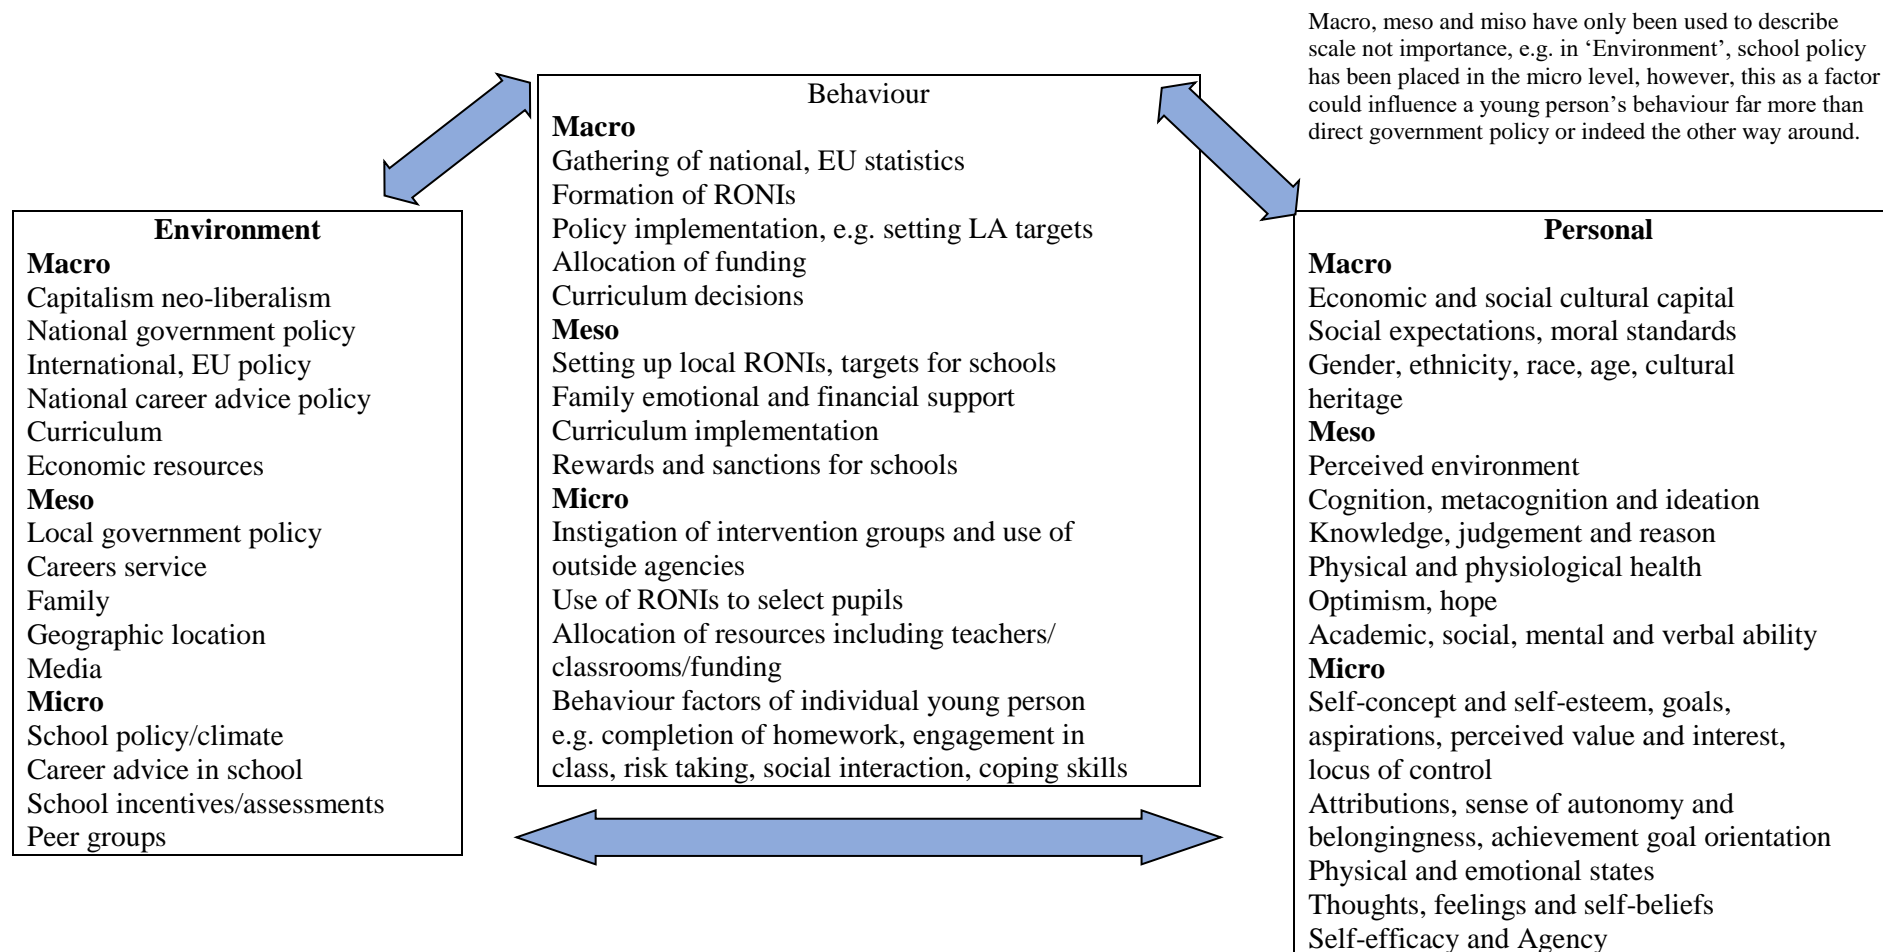 Macro, meso and miso have only been used to describe
scale not importance, e.g. in ‘Environment’, school policy
has been placed in the micro level, however, this as a factor
could influence a young person’s behaviour far more than
direct government policy or indeed the other way around.
Environment
Macro
Capitalism neo-liberalism
National government policy
International, EU policy
National career advice policy
Curriculum
Economic resources
Meso
Local government policy
Careers service
Family
Geographic location
Media
Micro
School policy/climate
Career advice in school
School incentives/assessments
Peer groups
Behaviour
Macro
Gathering of national, EU statistics
Formation of RONIs
Policy implementation, e.g. setting LA targets
Allocation of funding
Curriculum decisions
Meso
Setting up local RONIs, targets for schools
Family emotional and financial support
Curriculum implementation
Rewards and sanctions for schools
Micro
Instigation of intervention groups and use of
outside agencies
Use of RONIs to select pupils
Allocation of resources including teachers/
classrooms/funding
Behaviour factors of individual young person
e.g. completion of homework, engagement in
class, risk taking, social interaction, coping skills
Personal
Macro
Economic and social cultural capital
Social expectations, moral standards
Gender, ethnicity, race, age, cultural
heritage
Meso
Perceived environment
Cognition, metacognition and ideation
Knowledge, judgement and reason
Physical and physiological health
Optimism, hope
Academic, social, mental and verbal ability
Micro
Self-concept and self-esteem, goals,
aspirations, perceived value and interest,
locus of control
Attributions, sense of autonomy and
belongingness, achievement goal orientation
Physical and emotional states
Thoughts, feelings and self-beliefs
Self-efficacy and Agency